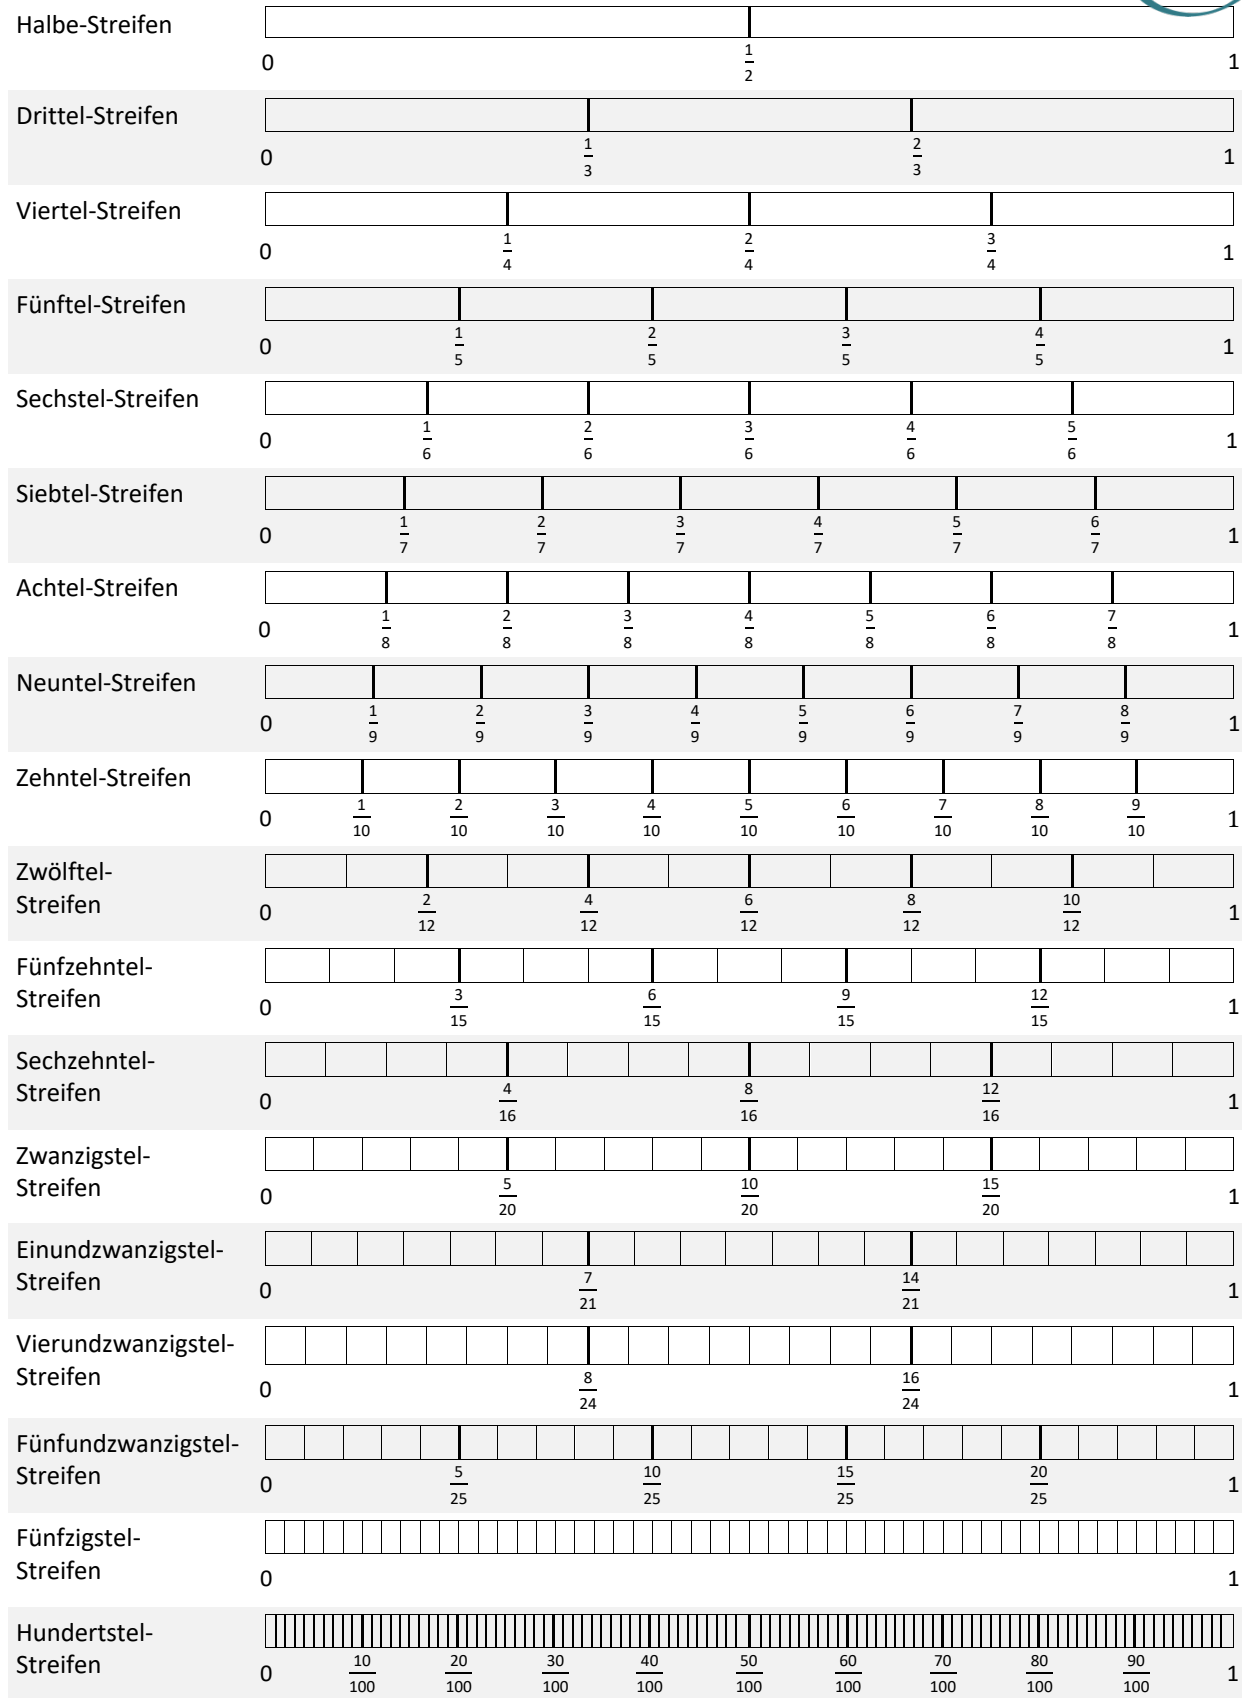 Halbe-Streifen
0 1/2 1
Drittel-Streifen
0 1/3 2/3 1
Viertel-Streifen
0 1/4 2/4 3/4 1
Fünftel-Streifen
0 1/5 2/5 3/5 4/5 1
Sechstel-Streifen
0 1/6 2/6 3/6 4/6 5/6 1
Siebtel-Streifen
0 1/7 2/7 3/7 4/7 5/7 6/7 1
Achtel-Streifen
0 1/8 2/8 3/8 4/8 5/8 6/8 7/8 1
Neuntel-Streifen
0 1/9 2/9 3/9 4/9 5/9 6/9 7/9 8/9 1
Zehntel-Streifen
0 1/10 2/10 3/10 4/10 5/10 6/10 7/10 8/10 9/10 1
Zwölftel-
Streifen
0 2/12 4/12 6/12 8/12 10/12 1
Fünfzehntel-
Streifen
0 3/15 6/15 9/15 12/15 1
Sechzehntel-
Streifen
0 4/16 8/16 12/16 1
Zwanzigstel-
Streifen
0 5/20 10/20 15/20 1
Einundzwanzigstel-
Streifen
0 7/21 14/21 1
Vierundzwanzigstel-
Streifen
0 8/24 16/24 1
Fünfundzwanzigstel-
Streifen
0 5/25 10/25 15/25 20/25 1
Fünfzigstel-
Streifen
0 1
Hundertstel-
Streifen
0 10/100 20/100 30/100 40/100 50/100 60/100 70/100 80/100 90/100 1